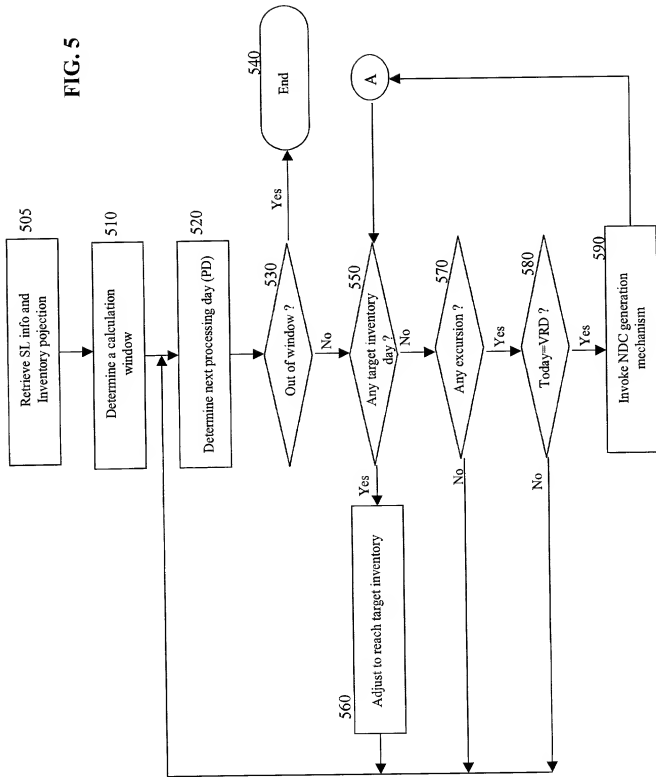 FIG. 5
505
Retrieve SL info and
Inventory pojection
510
Determine a calculation
window
520
Determine next processing day (PD)
530
Out of window ?
Yes
540
End
No
550
Any target inventory
day ?
A
Yes
560
Adjust to reach target inventory
No
570
Any excursion ?
No
Yes
580
Today=VRD ?
No
Yes
590
Invoke NDC generation
mechanism